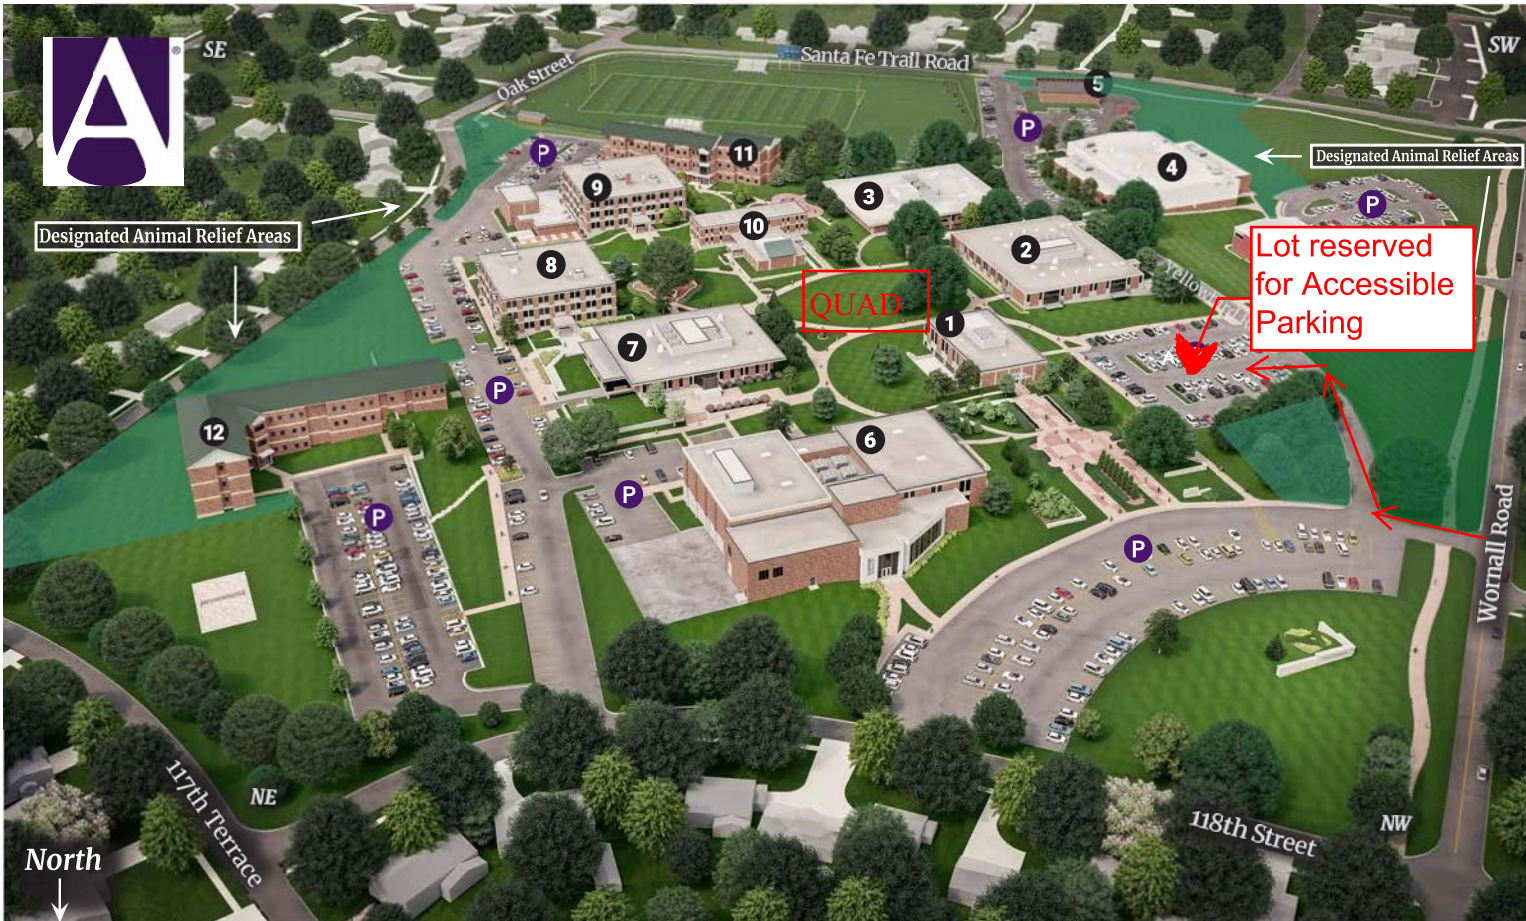 SE
SW
A
®
Oak Street
Santa Fe Trail Road
5
P
P
11
4
Designated Animal Relief Areas
9
3
P
Designated Animal Relief Areas
10
2
8
Lot reserved
for Accessible
Parking
QUAD
1
7
P
12
6
P
P
P
Wornall Road
117th Terrace
NE
118th Street
NW
North